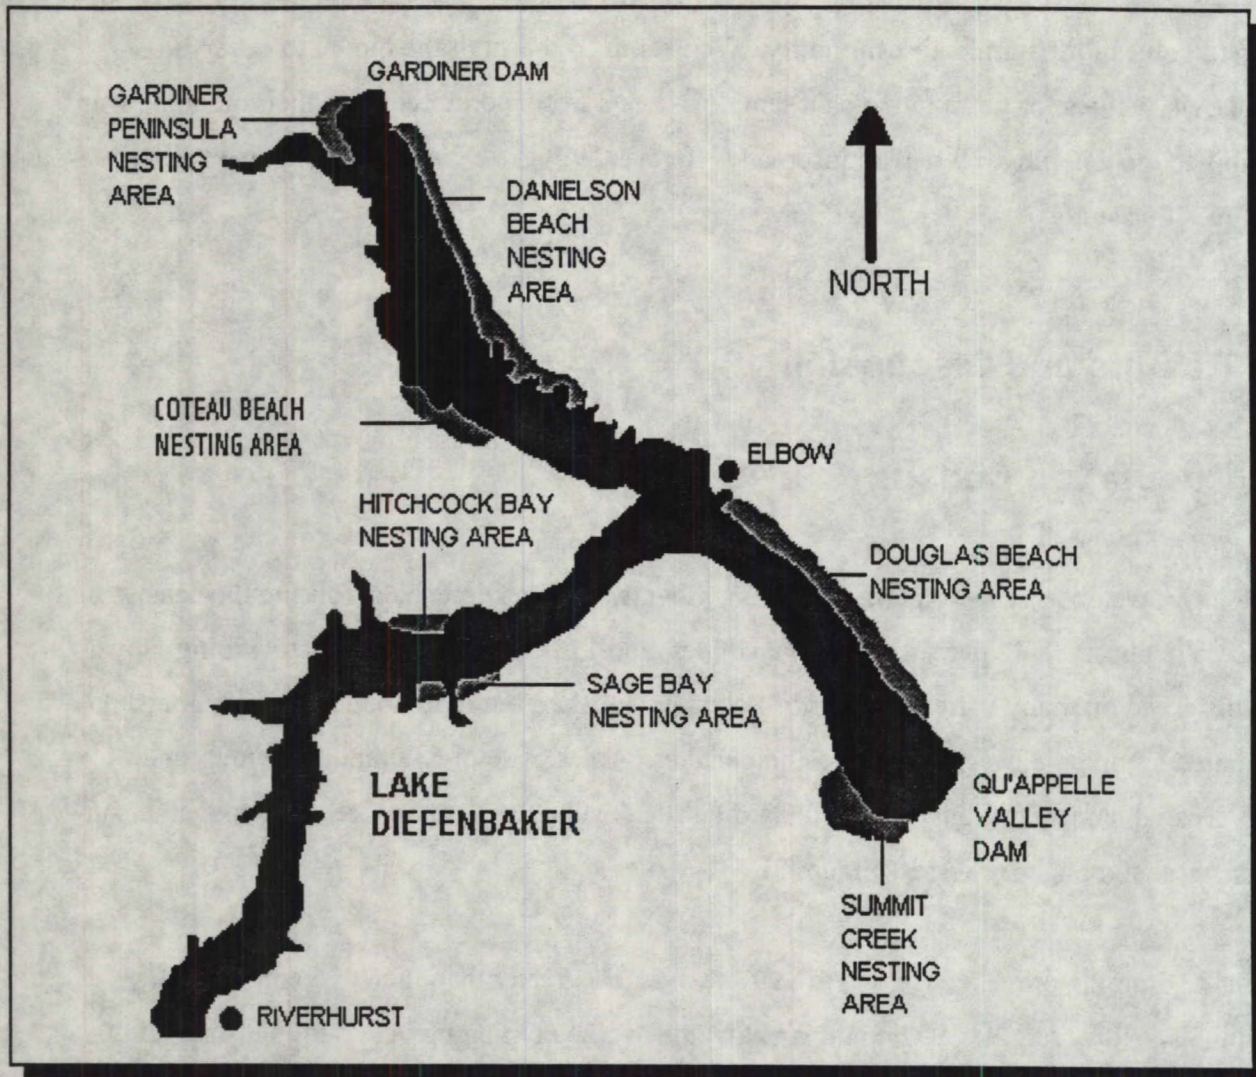 GARDINER DAM
GARDINER
PENINSULA
NESTING
AREA
DANIELSON
BEACH
NESTING
AREA
NORTH
COTEAU BEACH
NESTING AREA
ELBOW
HITCHCOCK BAY
NESTING AREA
DOUGLAS BEACH
NESTING AREA
SAGE BAY
NESTING AREA
LAKE
DIEFENBAKER
QU'APPELLE
VALLEY
DAM
SUMMIT
CREEK
NESTING
AREA
RIVERHURST